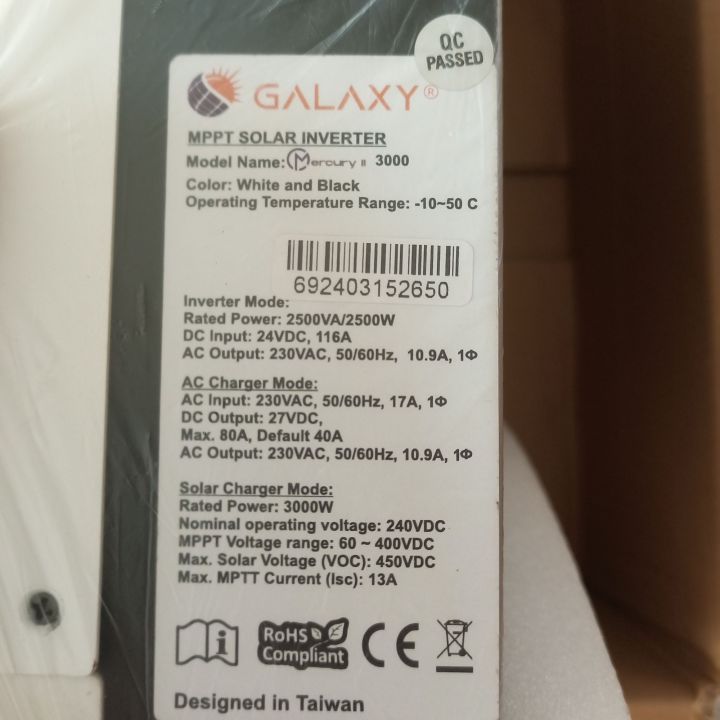 QC
PASSED
GALAXY®
MPPT SOLAR INVERTER
Model Name: Mercury II 3000
Color: White and Black
Operating Temperature Range: -10~50 C
692403152650
Inverter Mode:
Rated Power: 2500VA/2500W
DC Input: 24VDC, 116A
AC Output: 230VAC, 50/60Hz, 10.9A, 1Φ
AC Charger Mode:
AC Input: 230VAC, 50/60Hz, 17A, 1Φ
DC Output: 27VDC,
Max. 80A, Default 40A
AC Output: 230VAC, 50/60Hz, 10.9A, 1Φ
Solar Charger Mode:
Rated Power: 3000W
Nominal operating voltage: 240VDC
MPPT Voltage range: 60 ~ 400VDC
Max. Solar Voltage (VOC): 450VDC
Max. MPTT Current (Isc): 13A
i
RoHS
Compliant
CE
Designed in Taiwan